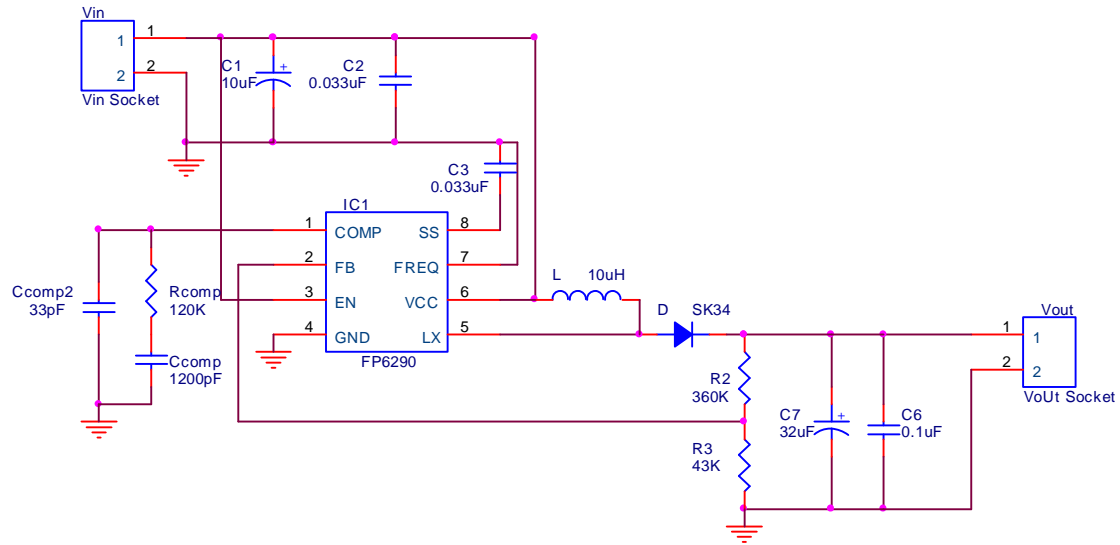 Vin
1
1
2
2
Vin Socket
C1
10uF
+
C2
0.033uF
C3
0.033uF
IC1
1
COMP
SS
8
2
FB
FREQ
7
3
EN
VCC
6
4
GND
LX
5
FP6290
Ccomp2
33pF
Rcomp
120K
Ccomp
1200pF
L 10uH
D SK34
R2
360K
R3
43K
C7
32uF
+
C6
0.1uF
Vout
1
1
2
2
VoUt Socket